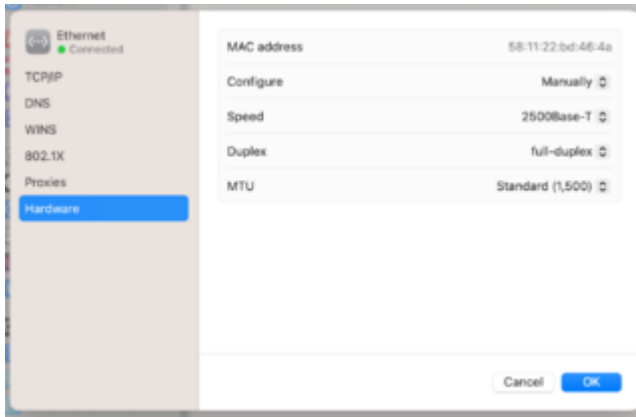 Ethernet
Connected
TCP/IP
DNS
WINS
802.1X
Proxies
Hardware
MAC address 58:11:22:bd:46:4a
Configure Manually
Speed 2500Base-T
Duplex full-duplex
MTU Standard (1,500)
Cancel OK